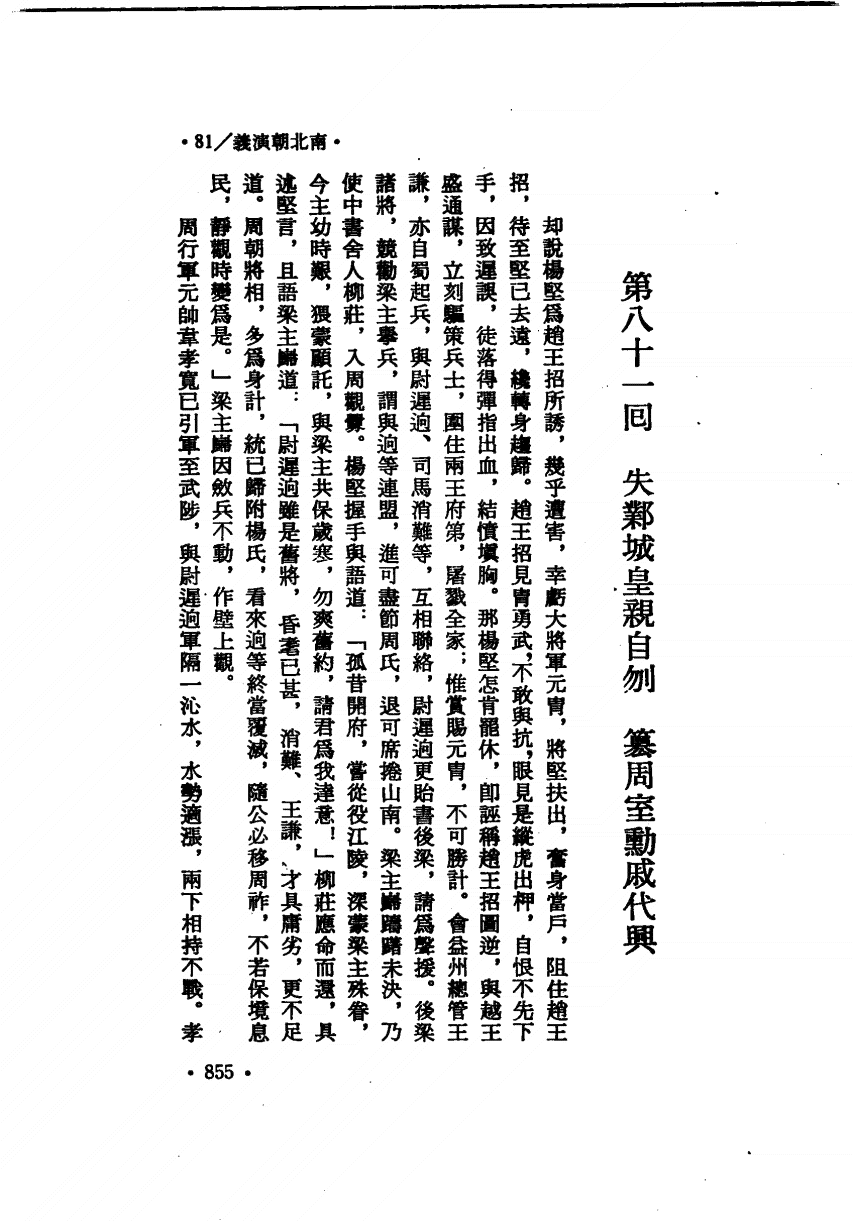 •81／義演朝北南•
第八十一回　失鄴城皇親自刎　篡周室勳戚代興
却說楊堅爲趙王招所誘，幾乎遭害，幸虧大將軍元冑，將堅扶出，奮身當戶，阻住趙王
招，待至堅已去遠，纔轉身趨歸。趙王招見冑勇武，不敢與抗，眼見是縱虎出柙，自恨不先下
手，因致遲誤，徒落得彈指出血，結憤塡胸。那楊堅怎肯罷休，卽誣稱趙王招圖逆，與越王
盛通謀，立刻驅策兵士，圍住兩王府第，屠戮全家；惟賞賜元冑，不可勝計。會益州總管王
謙，亦自蜀起兵，與尉遲迥、司馬消難等，互相聯絡，尉遲迥更貽書後梁，請爲聲援。後梁
諸將，競勸梁主擧兵，謂與迥等連盟，進可盡節周氏，退可席捲山南。梁主巋躊躇未決，乃
使中書舍人柳莊，入周觀釁。楊堅握手與語道：「孤昔開府，嘗從役江陵，深蒙梁主殊眷，
今主幼時艱，猥蒙顧託，與梁主共保歲寒，勿爽舊約，請君爲我達意！」柳莊應命而還，具
述堅言，且語梁主巋道：「尉遲迥雖是舊將，昏耄已甚，消難、王謙，才具庸劣，更不足
道。周朝將相，多爲身計，統已歸附楊氏，看來迥等終當覆滅，隨公必移周祚，不若保境息
民，靜觀時變爲是。」梁主巋因斂兵不動，作壁上觀。
周行軍元帥韋孝寬已引軍至武陟，與尉遲迥軍隔一沁水，水勢適漲，兩下相持不戰。孝
•855•